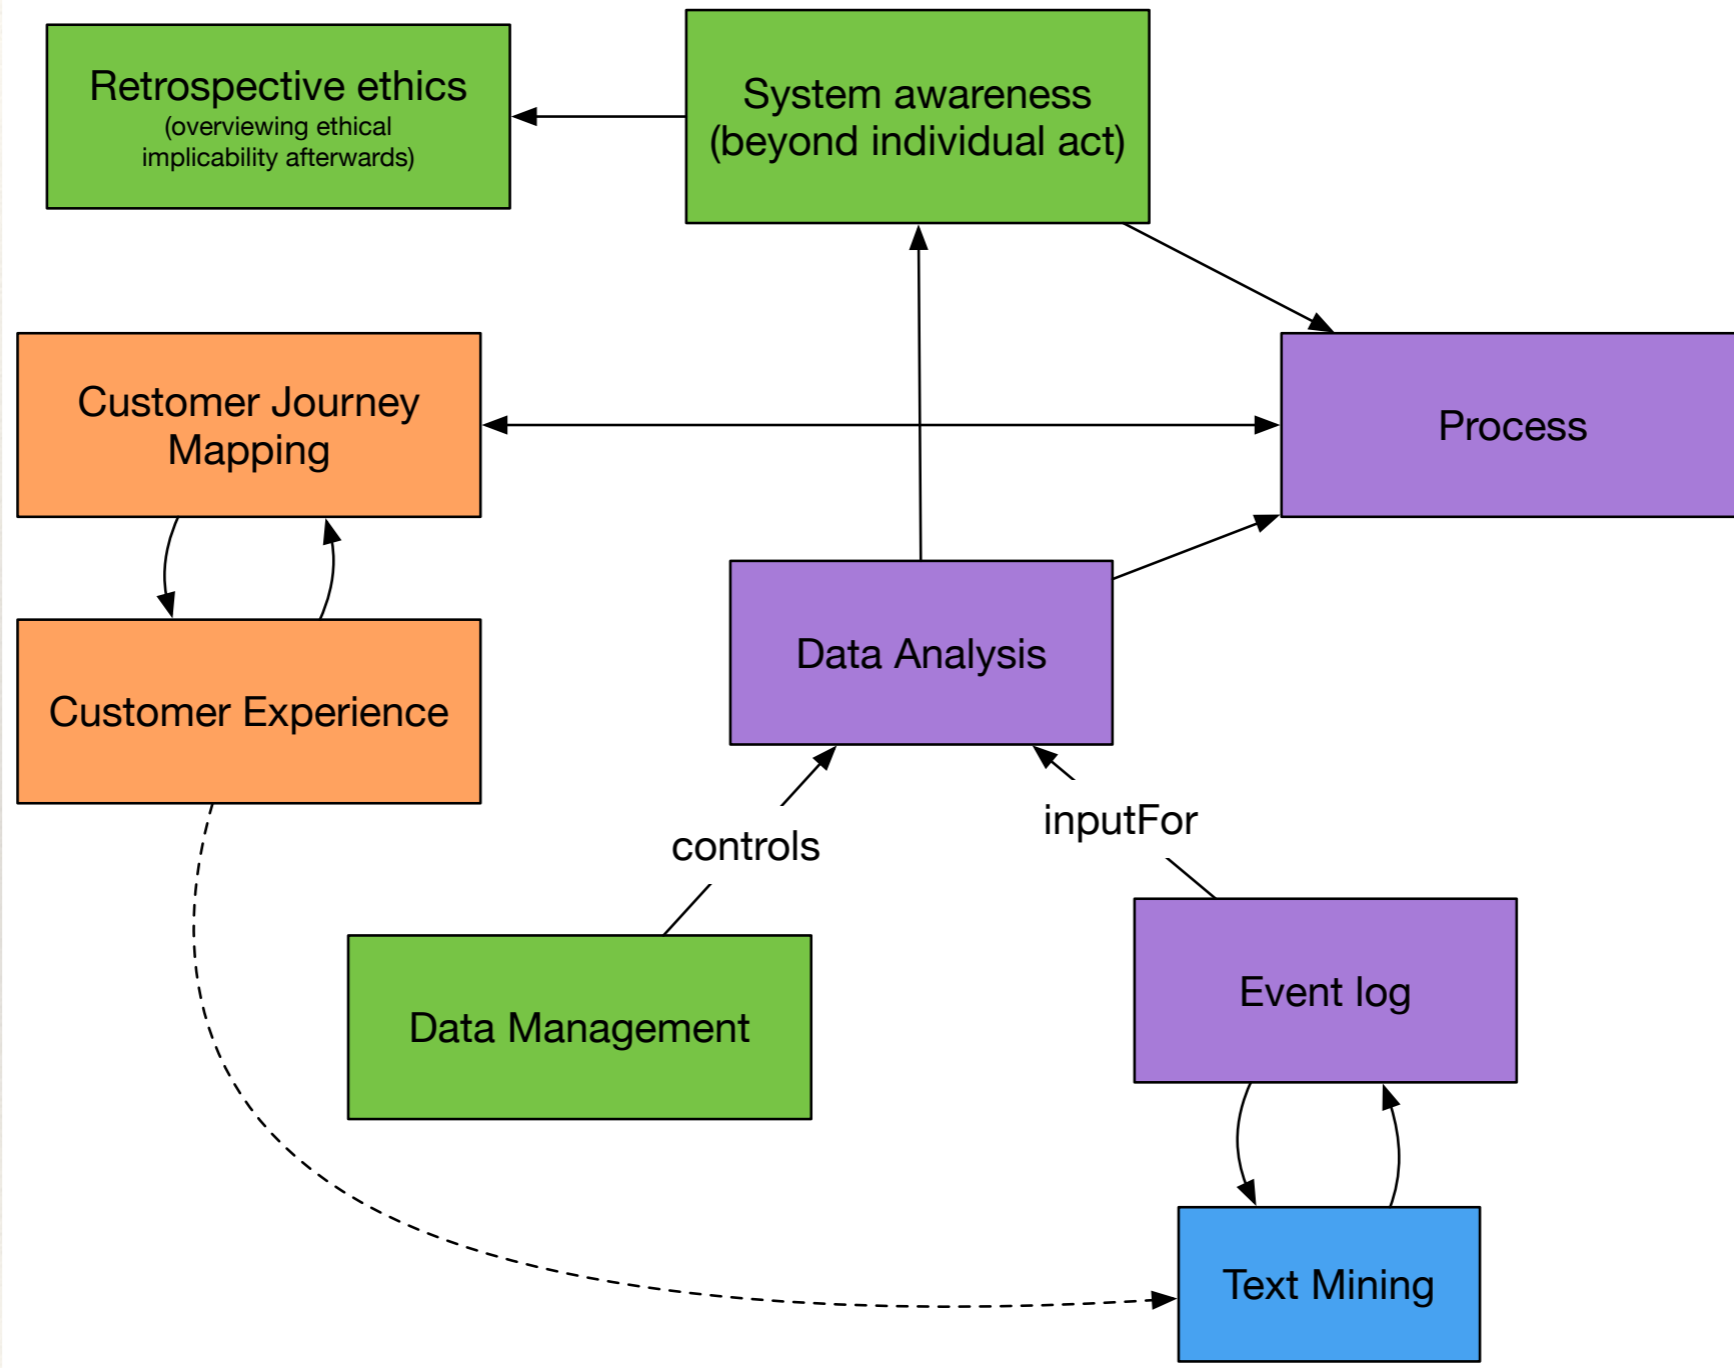 Retrospective ethics
(overviewing ethical
implicability afterwards)
System awareness
(beyond individual act)
Customer Journey
Mapping
Process
Data Analysis
Customer Experience
controls
inputFor
Data Management
Event log
Text Mining